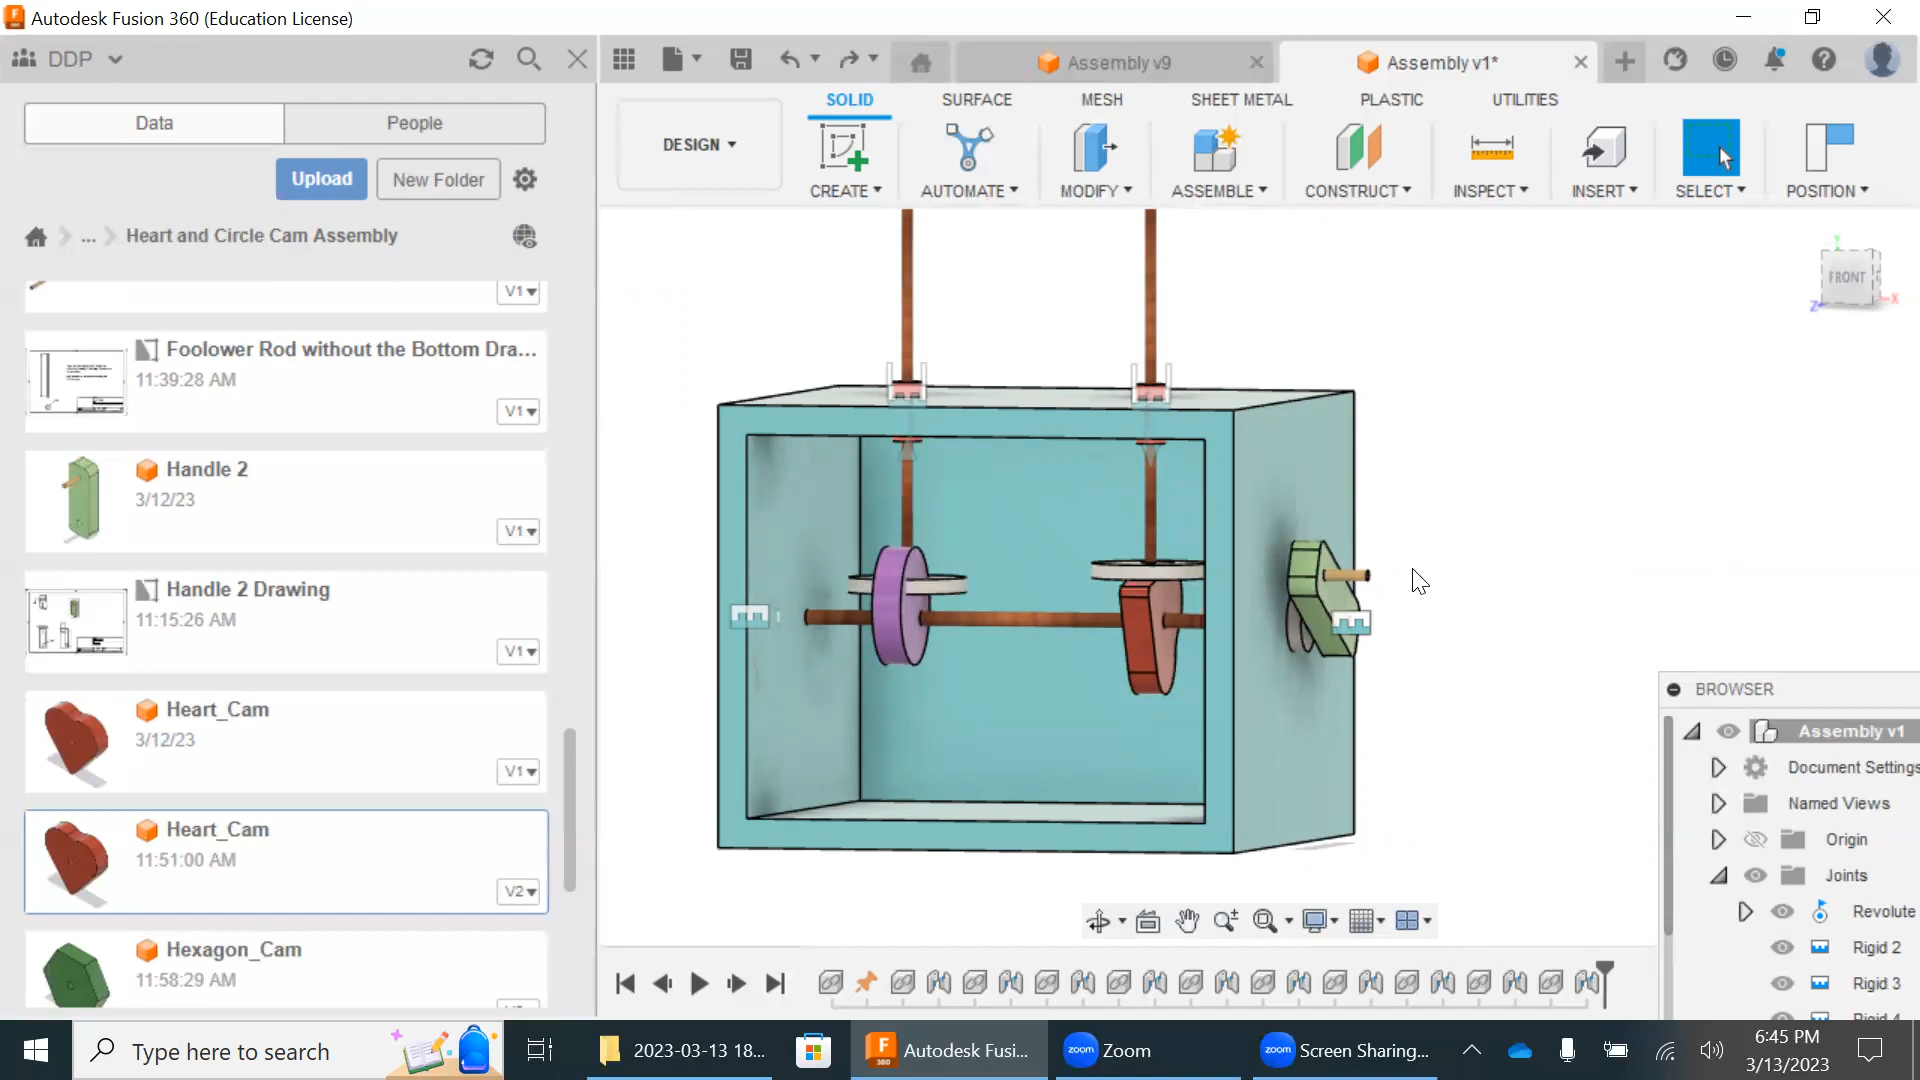 Autodesk Fusion 360 (Education License)
DDP
Assembly v9
Assembly v1*
Data
People
Upload
New Folder
Heart and Circle Cam Assembly
...
V1
Foolower Rod without the Bottom Dra...
11:39:28 AM
V1
Handle 2
3/12/23
V1
Handle 2 Drawing
11:15:26 AM
V1
Heart_Cam
3/12/23
V1
Heart_Cam
11:51:00 AM
V2
Hexagon_Cam
11:58:29 AM
DESIGN
SOLID
SURFACE
MESH
SHEET METAL
PLASTIC
UTILITIES
CREATE
AUTOMATE
MODIFY
ASSEMBLE
CONSTRUCT
INSPECT
INSERT
SELECT
POSITION
Y
FRONT
Z
X
BROWSER
Assembly v1
Document Settings
Named Views
Origin
Joints
Revolute
Rigid 2
Rigid 3
Rigid 4
Type here to search
2023-03-13 18...
F
360
Autodesk Fusi...
zoom
Zoom
zoom
Screen Sharing...
6:45 PM
3/13/2023